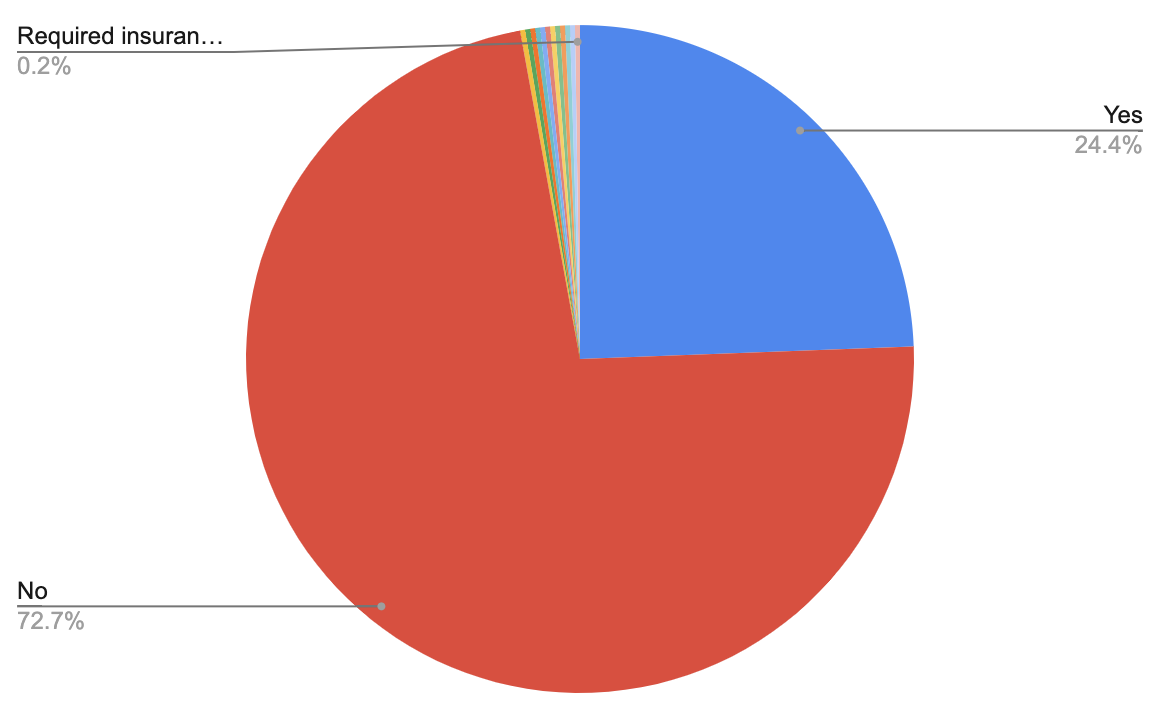 Required insuran…
0.2%
Yes
24.4%
No
72.7%